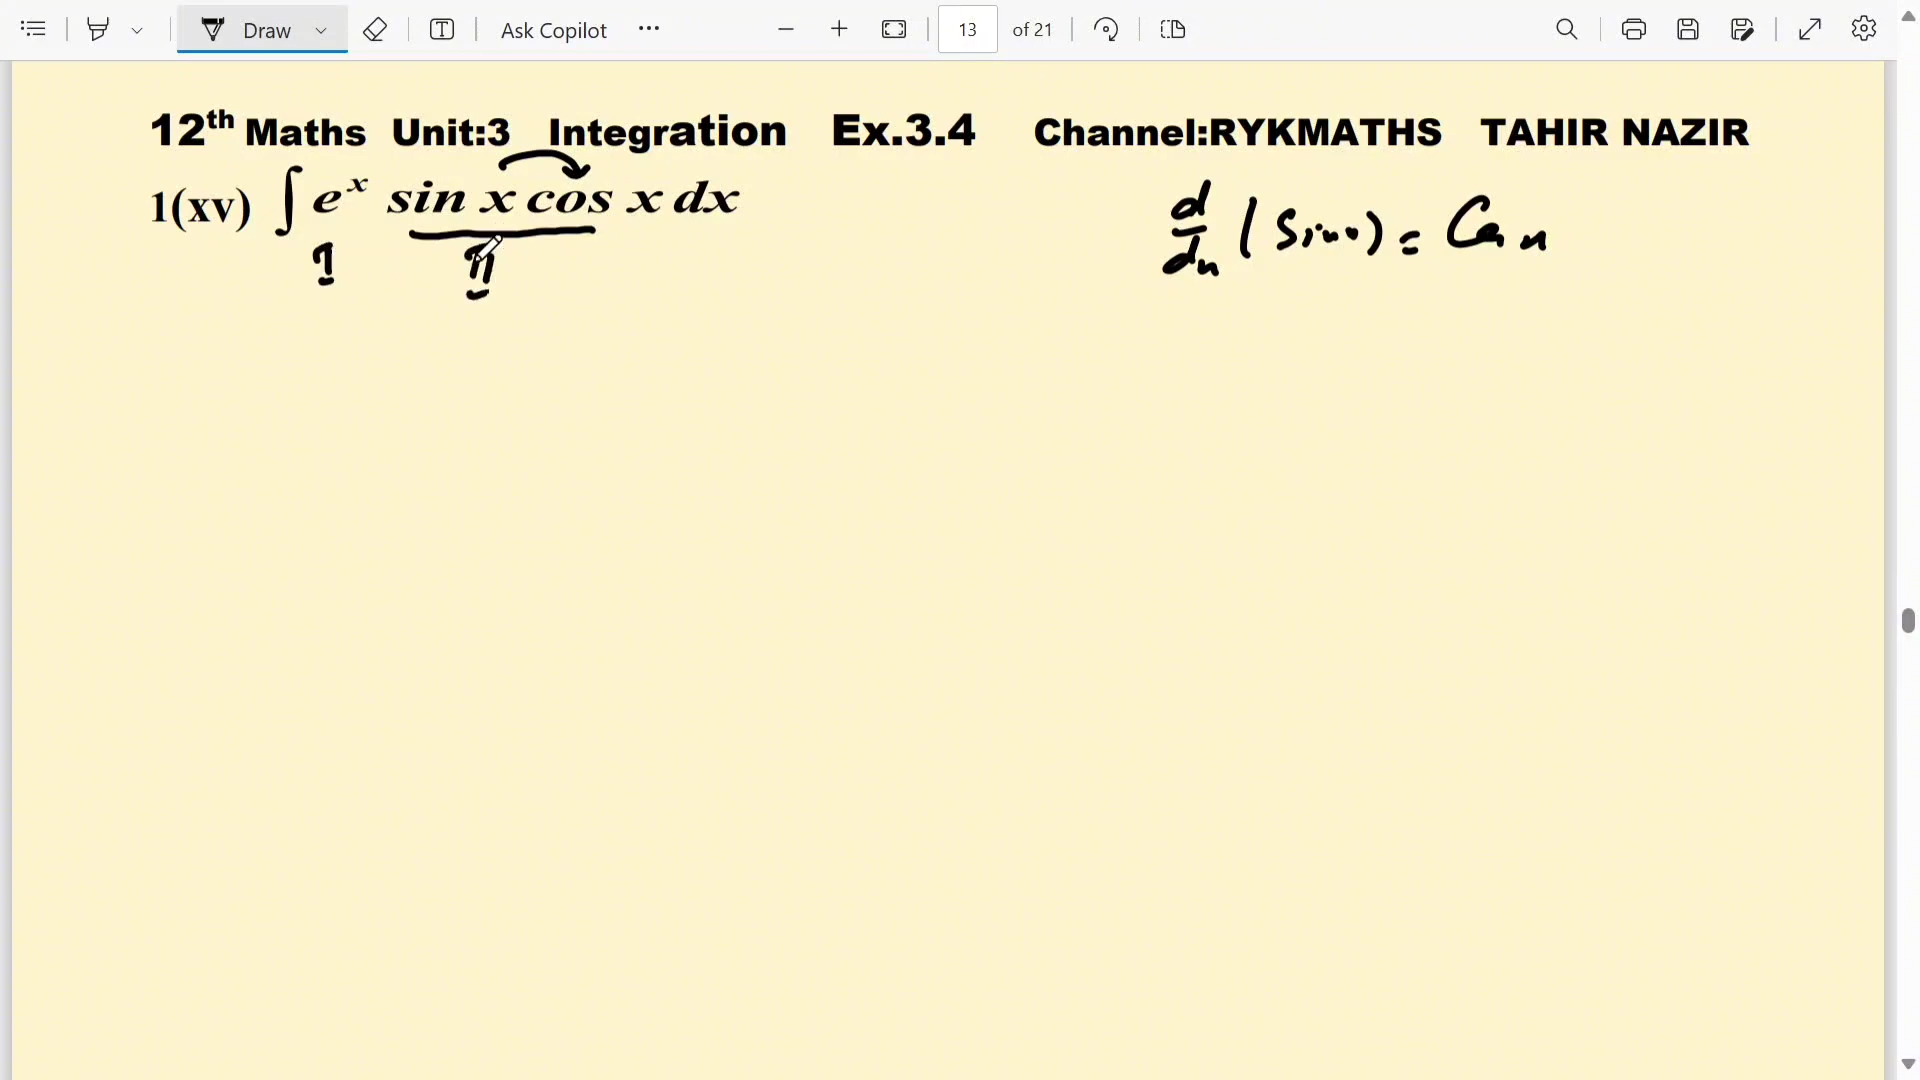 Draw Ask Copilot 13 of 21
12th Maths Unit:3 Integration Ex.3.4 Channel:RYKMATHS TAHIR NAZIR
1(xv) ∫ e^x sin x cos x dx
I II
d/dx (Sin x) = Cos x